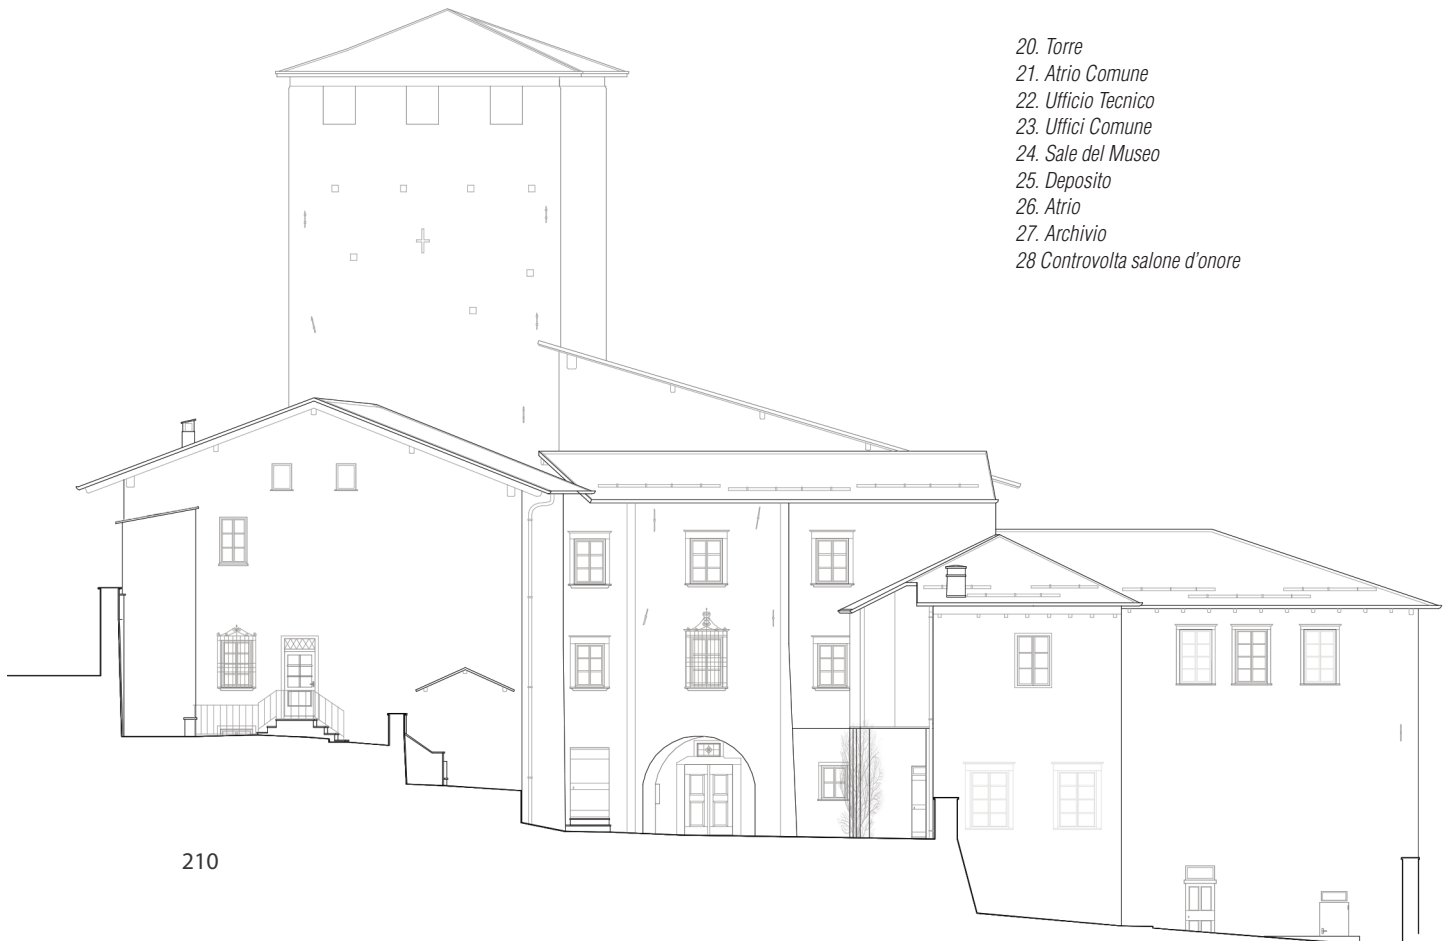 20. Torre
21. Atrio Comune
22. Ufficio Tecnico
23. Uffici Comune
24. Sale del Museo
25. Deposito
26. Atrio
27. Archivio
28 Controvolta salone d'onore
210